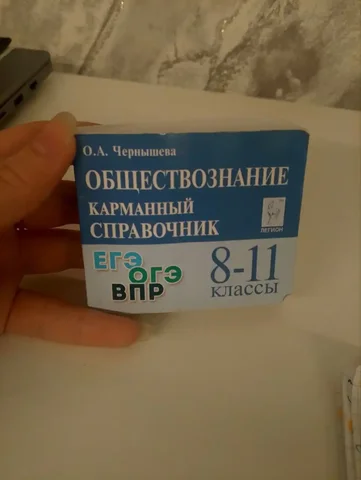 О.А. Чернышева
ОБЩЕСТВОЗНАНИЕ
КАРМАННЫЙ
СПРАВОЧНИК
ЛЕГИОН
ЕГЭ
ОГЭ
ВПР
8-11
классы